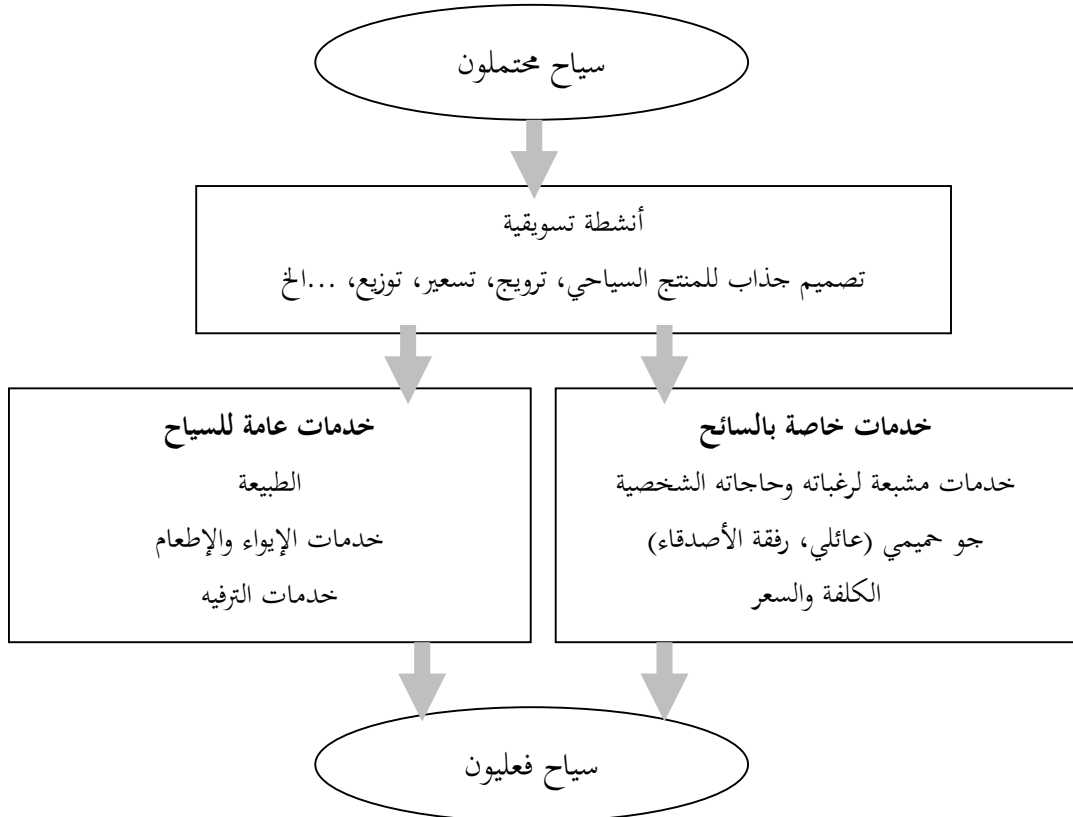 سياح محتملون
أنشطة تسويقية
تصميم جذاب للمنتج السياحي، ترويج، تسعير، توزيع، ...الخ
خدمات خاصة بالسائح
خدمات مشبعة لرغباته وحاجاته الشخصية
جو حميمي (عائلي، رفقة الأصدقاء)
الكلفة والسعر
خدمات عامة للسياح
الطبيعة
خدمات الإيواء والإطعام
خدمات الترفيه
سياح فعليون